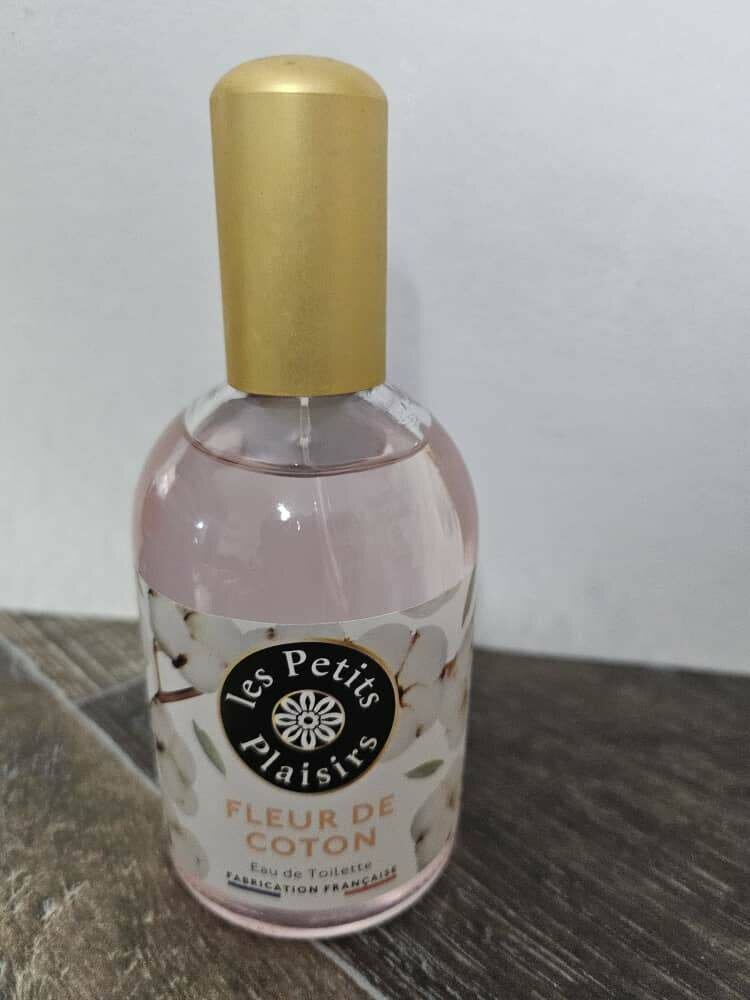 les Petits
Plaisirs
FLEUR DE
COTON
Eau de Toilette
FABRICATION FRANÇAISE